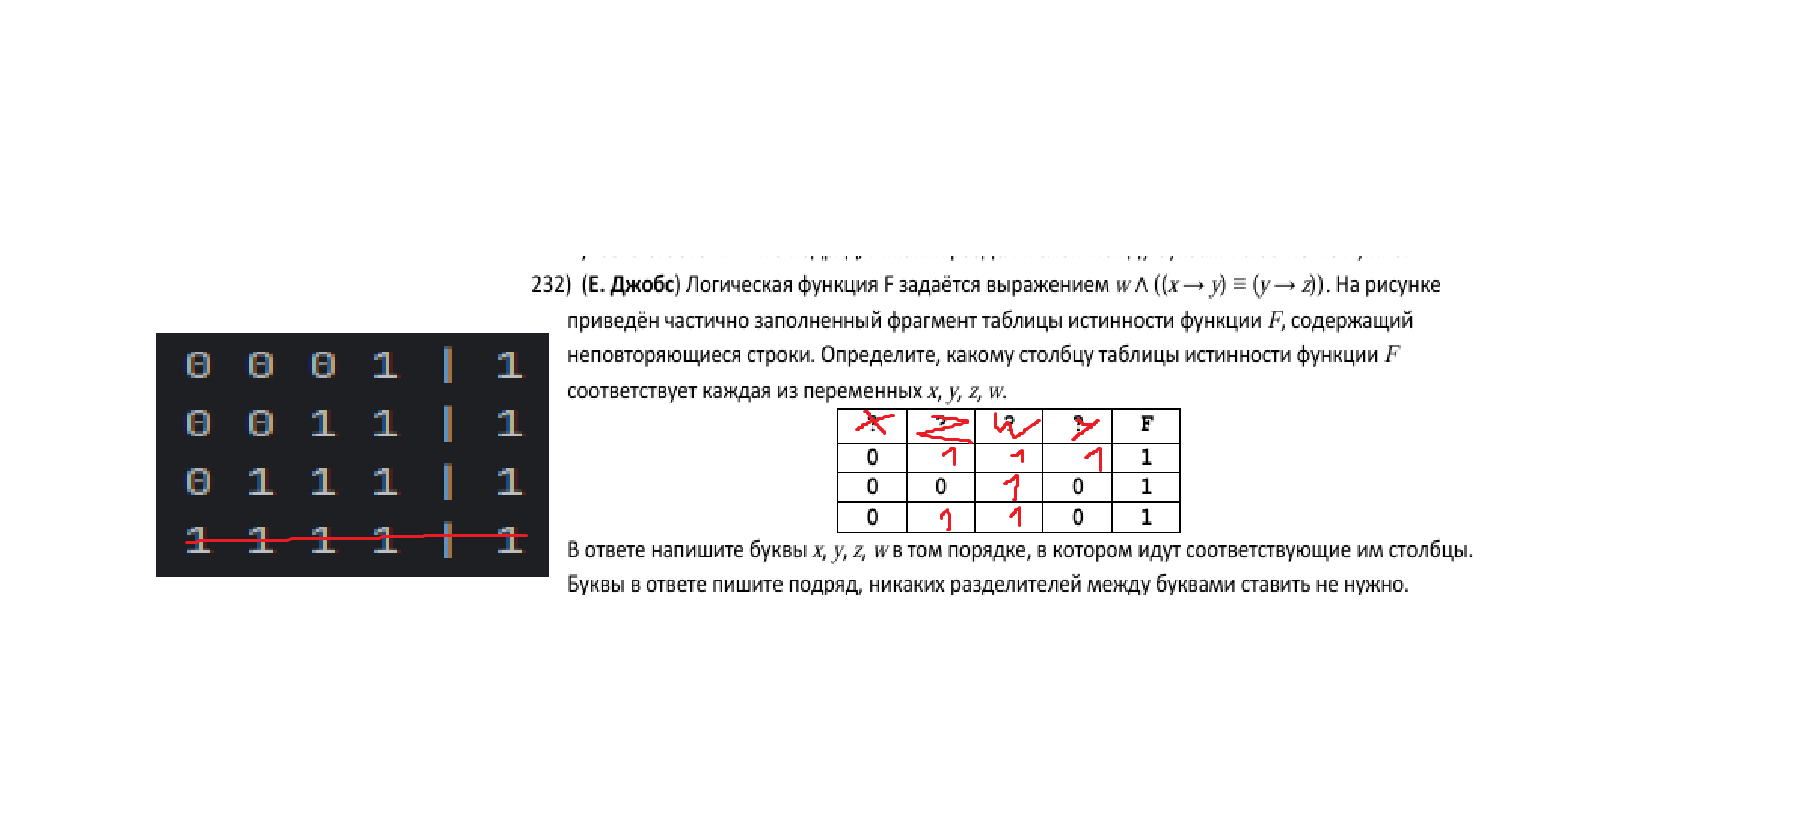 0 0 0 1 | 1
0 0 1 1 | 1
0 1 1 1 | 1
1 1 1 1 | 1
232) (Е. Джобс) Логическая функция F задаётся выражением w ∧ ((x → y) ≡ (y → z)). На рисунке
приведён частично заполненный фрагмент таблицы истинности функции F, содержащий
неповторяющиеся строки. Определите, какому столбцу таблицы истинности функции F
соответствует каждая из переменных x, y, z, w.
x z w y F
0 1 1 1 1
0 0 1 0 1
0 1 1 0 1
В ответе напишите буквы x, y, z, w в том порядке, в котором идут соответствующие им столбцы.
Буквы в ответе пишите подряд, никаких разделителей между буквами ставить не нужно.